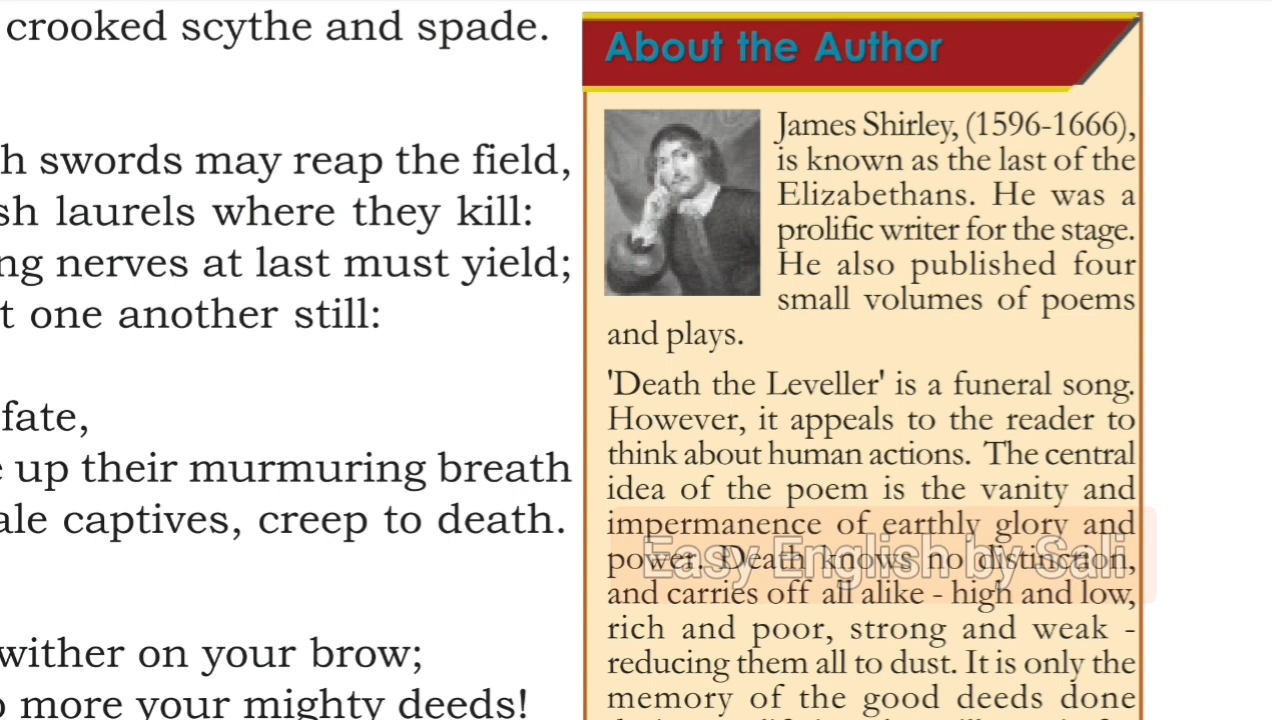 crooked scythe and spade.
h swords may reap the field,
sh laurels where they kill:
ng nerves at last must yield;
t one another still:
fate,
e up their murmuring breath
ale captives, creep to death.
wither on your brow;
o more your mighty deeds!
About the Author
James Shirley, (1596-1666),
is known as the last of the
Elizabethans. He was a
prolific writer for the stage.
He also published four
small volumes of poems
and plays.
'Death the Leveller' is a funeral song.
However, it appeals to the reader to
think about human actions. The central
idea of the poem is the vanity and
impermanence of earthly glory and
power. Death knows no distinction,
and carries off all alike - high and low,
rich and poor, strong and weak -
reducing them all to dust. It is only the
memory of the good deeds done
Easy English by Sali